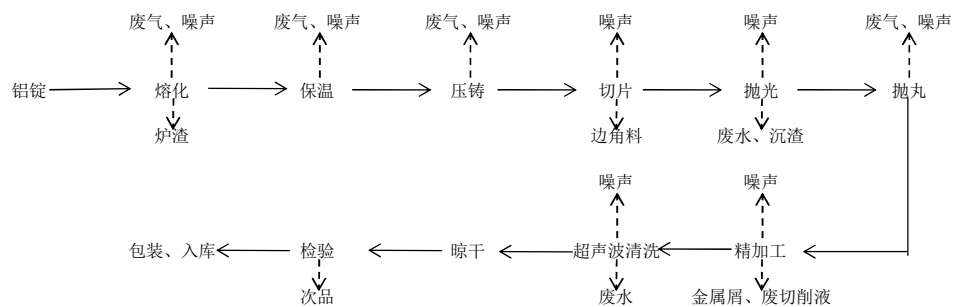 废气、噪声 废气、噪声 废气、噪声 噪声 噪声 废气、噪声
铝锭 熔化 保温 压铸 切片 抛光 抛丸
炉渣 边角料 废水、沉渣
噪声 噪声
包装、入库 检验 晾干 超声波清洗 精加工
次品 废水 金属屑、废切削液